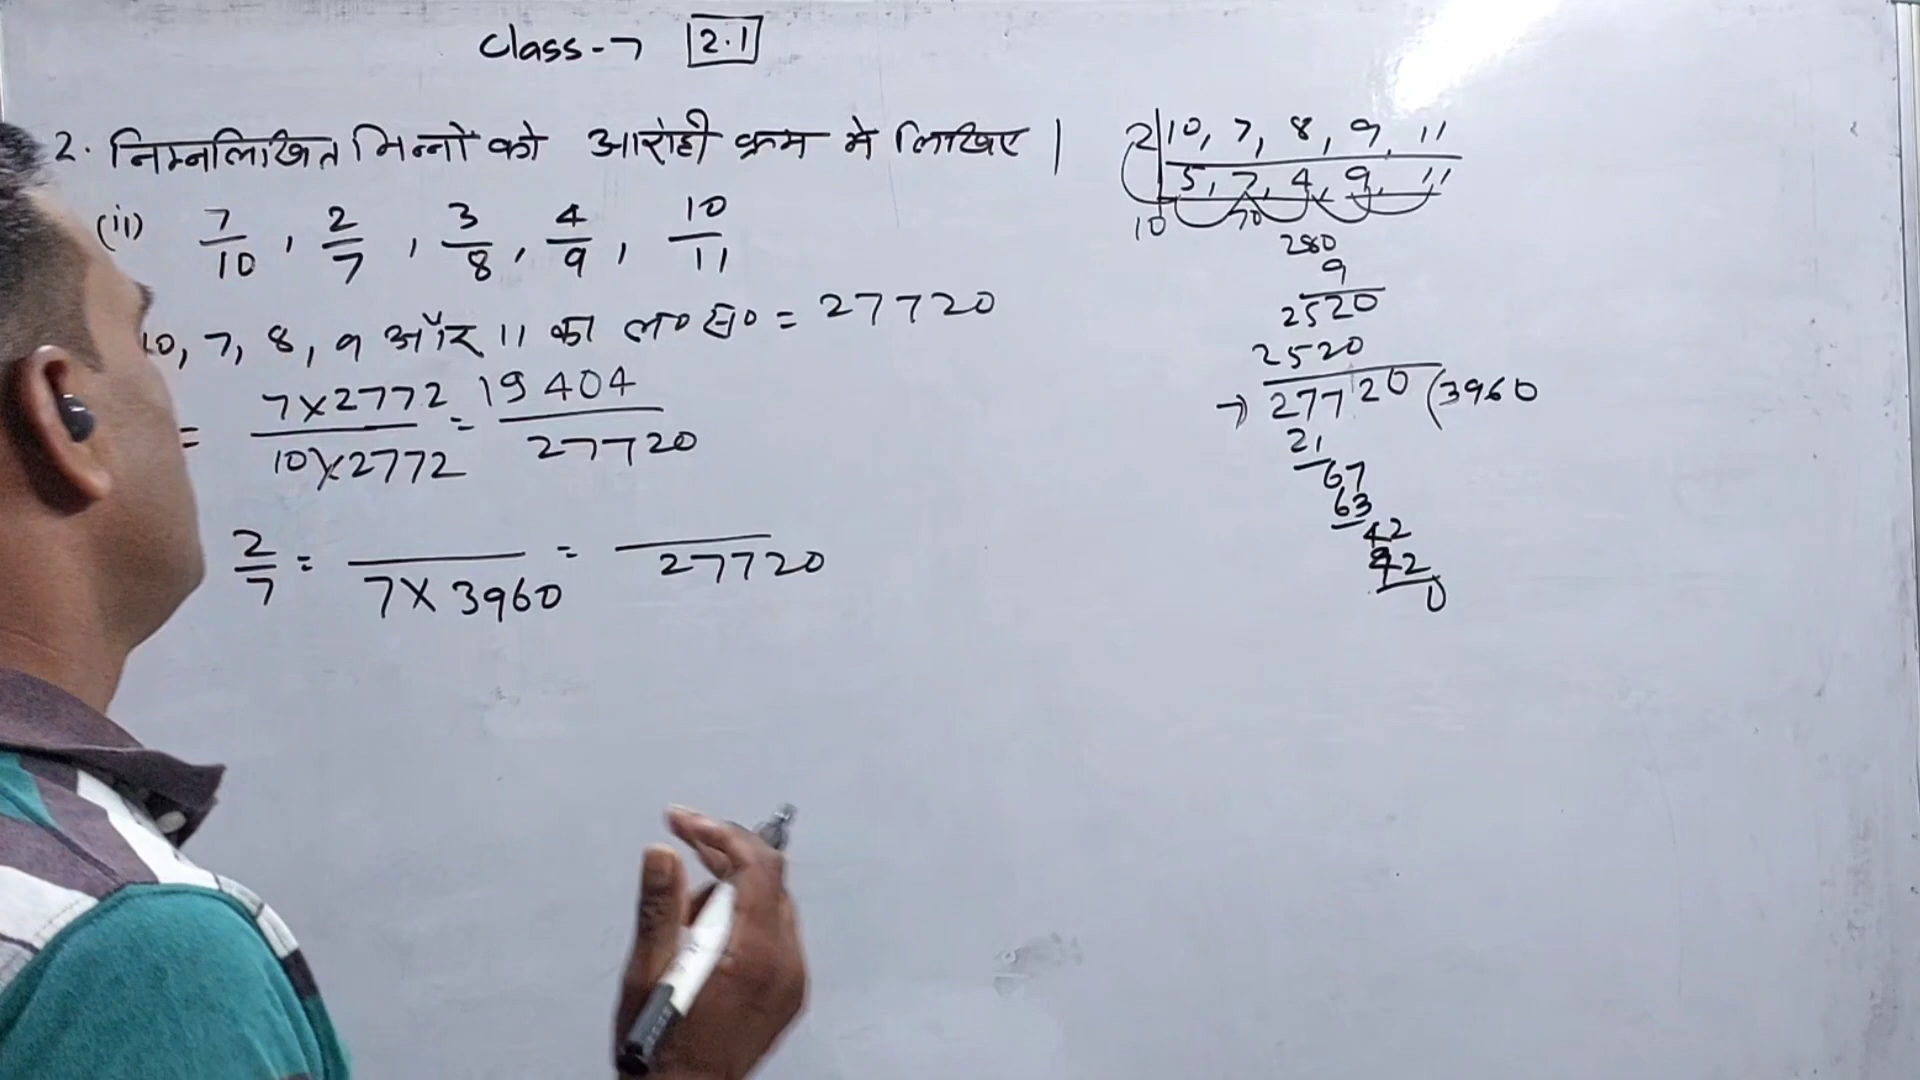 Class-7 2.1
2. निम्नलिखित भिन्नों को आरोही क्रम में लिखिए |
(ii) 7/10 , 2/7 , 3/8 , 4/9 , 10/11
10, 7, 8, 9 और 11 का ल० स० = 27720
= 7×2772 / 10×2772 = 19404 / 27720
2/7 = / 7×3960 = / 27720
2 | 10, 7, 8, 9, 11
5, 7, 4, 9, 11
10 70
280
9
2520
2520
→ 27720 ( 3960
21
67
63
42
42
0